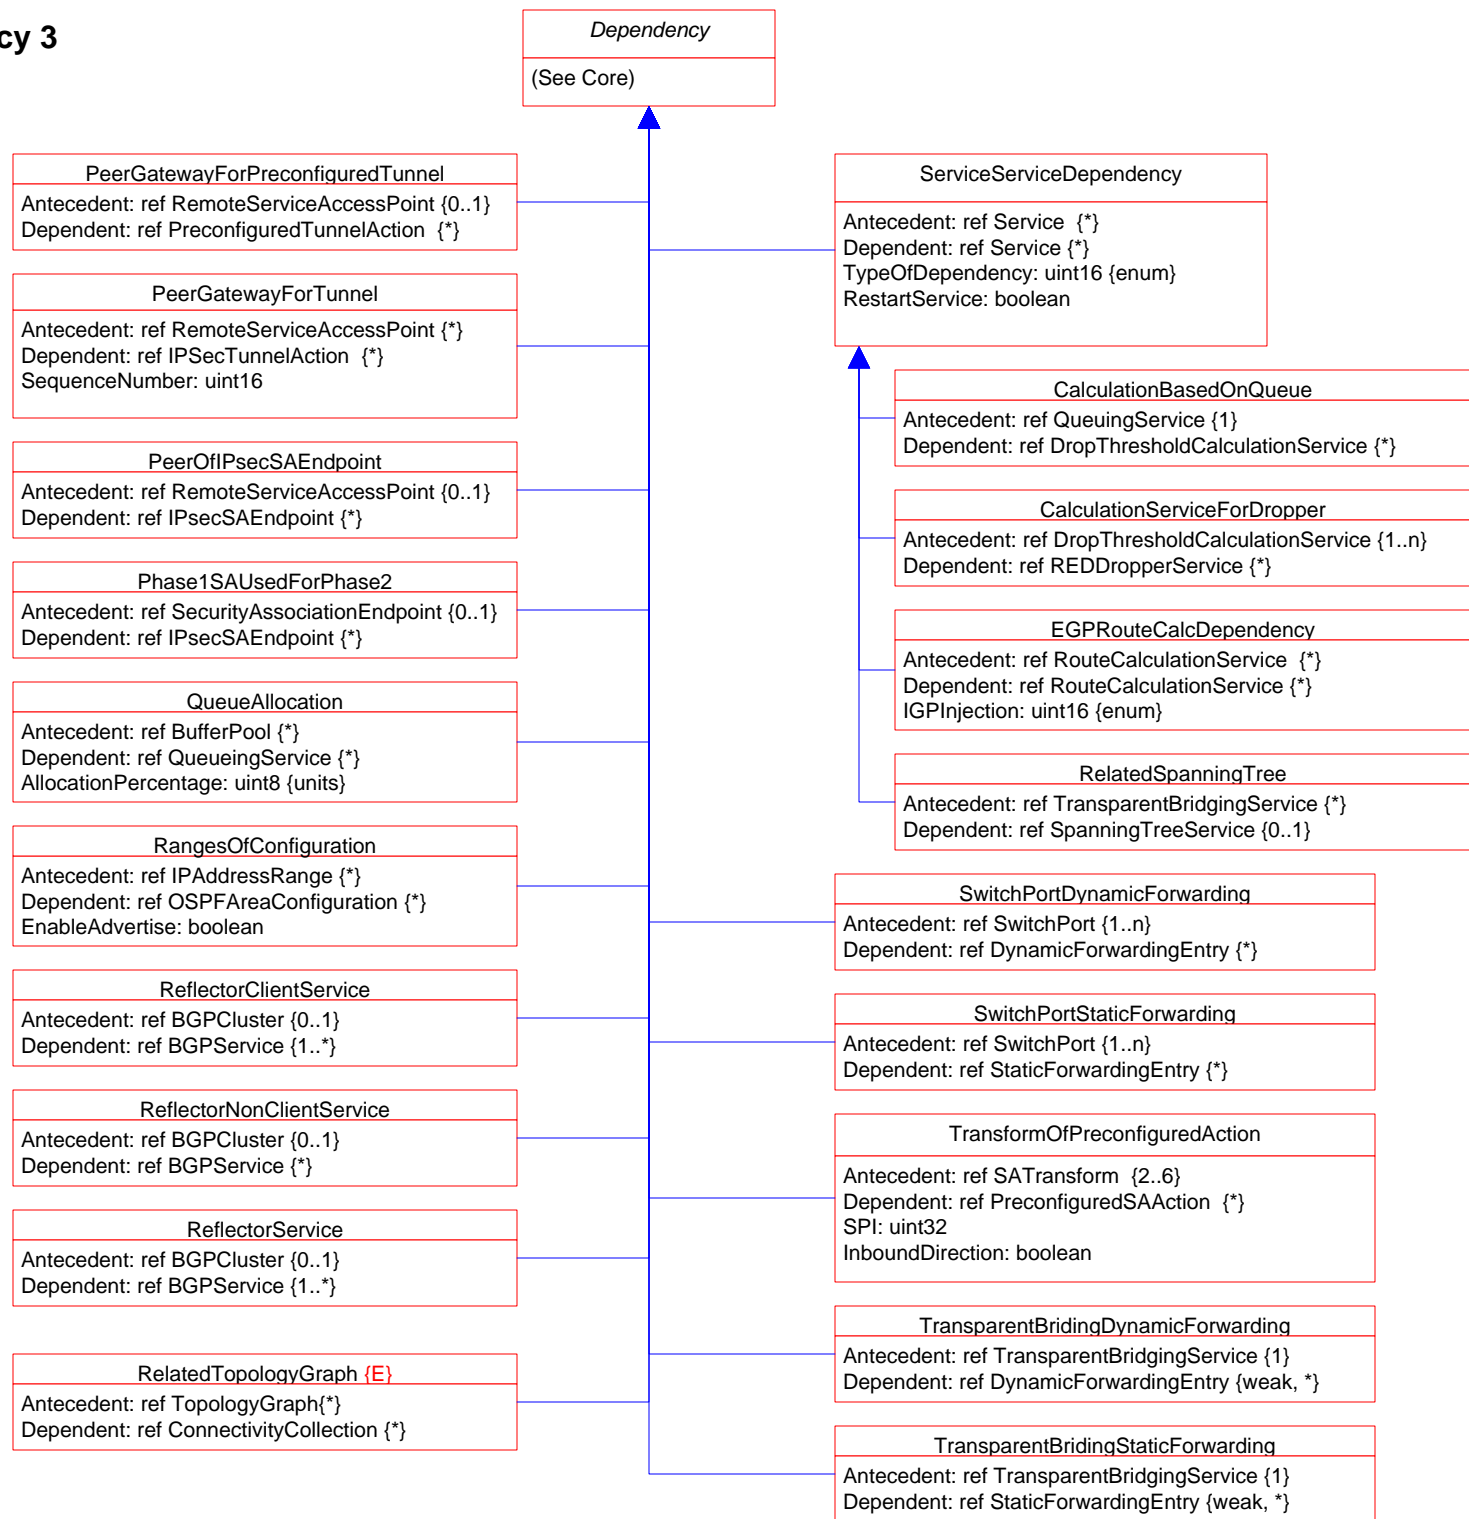 cy 3
Dependency
(See Core)
PeerGatewayForPreconfiguredTunnel
Antecedent: ref RemoteServiceAccessPoint {0..1}
Dependent: ref PreconfiguredTunnelAction {*}
PeerGatewayForTunnel
Antecedent: ref RemoteServiceAccessPoint {*}
Dependent: ref IPSecTunnelAction {*}
SequenceNumber: uint16
PeerOfIPsecSAEndpoint
Antecedent: ref RemoteServiceAccessPoint {0..1}
Dependent: ref IPsecSAEndpoint {*}
Phase1SAUsedForPhase2
Antecedent: ref SecurityAssociationEndpoint {0..1}
Dependent: ref IPsecSAEndpoint {*}
QueueAllocation
Antecedent: ref BufferPool {*}
Dependent: ref QueueingService {*}
AllocationPercentage: uint8 {units}
RangesOfConfiguration
Antecedent: ref IPAddressRange {*}
Dependent: ref OSPFAreaConfiguration {*}
EnableAdvertise: boolean
ReflectorClientService
Antecedent: ref BGPCluster {0..1}
Dependent: ref BGPService {1..*}
ReflectorNonClientService
Antecedent: ref BGPCluster {0..1}
Dependent: ref BGPService {*}
ReflectorService
Antecedent: ref BGPCluster {0..1}
Dependent: ref BGPService {1..*}
RelatedTopologyGraph {E}
Antecedent: ref TopologyGraph{*}
Dependent: ref ConnectivityCollection {*}
ServiceServiceDependency
Antecedent: ref Service {*}
Dependent: ref Service {*}
TypeOfDependency: uint16 {enum}
RestartService: boolean
CalculationBasedOnQueue
Antecedent: ref QueuingService {1}
Dependent: ref DropThresholdCalculationService {*}
CalculationServiceForDropper
Antecedent: ref DropThresholdCalculationService {1..n}
Dependent: ref REDDropperService {*}
EGPRouteCalcDependency
Antecedent: ref RouteCalculationService {*}
Dependent: ref RouteCalculationService {*}
IGPInjection: uint16 {enum}
RelatedSpanningTree
Antecedent: ref TransparentBridgingService {*}
Dependent: ref SpanningTreeService {0..1}
SwitchPortDynamicForwarding
Antecedent: ref SwitchPort {1..n}
Dependent: ref DynamicForwardingEntry {*}
SwitchPortStaticForwarding
Antecedent: ref SwitchPort {1..n}
Dependent: ref StaticForwardingEntry {*}
TransformOfPreconfiguredAction
Antecedent: ref SATransform {2..6}
Dependent: ref PreconfiguredSAAction {*}
SPI: uint32
InboundDirection: boolean
TransparentBridingDynamicForwarding
Antecedent: ref TransparentBridgingService {1}
Dependent: ref DynamicForwardingEntry {weak, *}
TransparentBridingStaticForwarding
Antecedent: ref TransparentBridgingService {1}
Dependent: ref StaticForwardingEntry {weak, *}